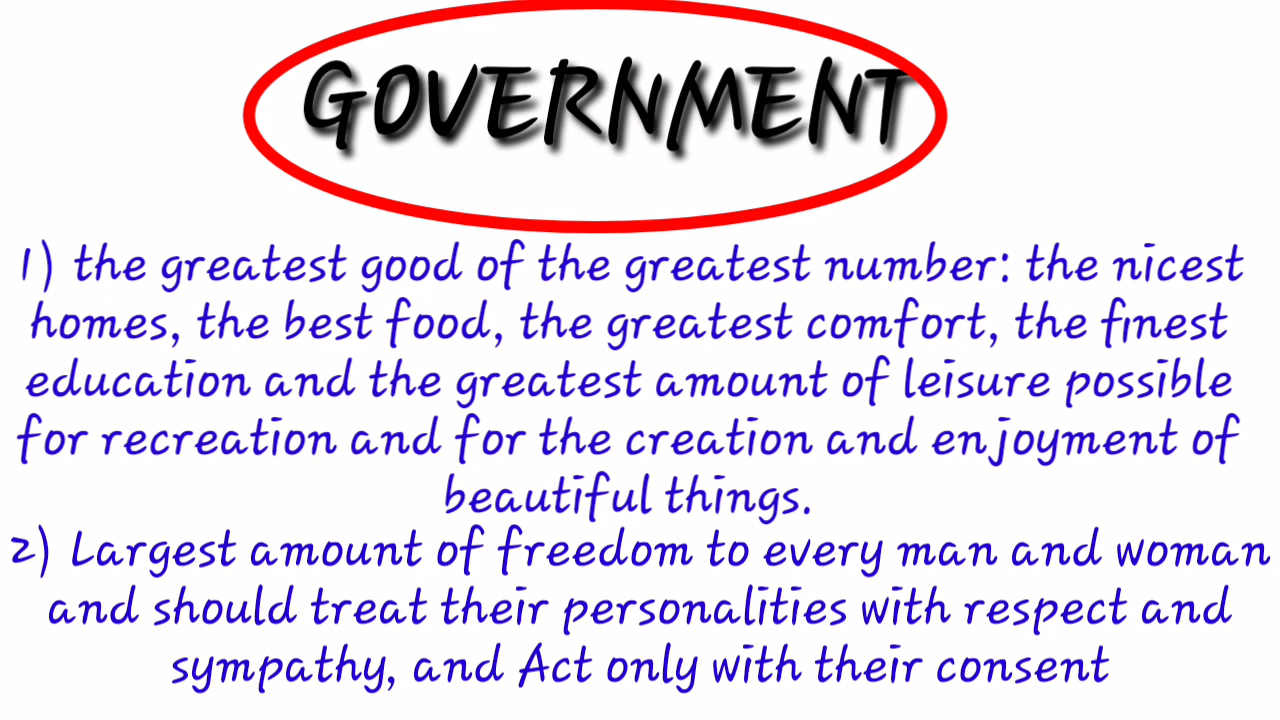 GOVERNMENT
1) the greatest good of the greatest number: the nicest
homes, the best food, the greatest comfort, the finest
education and the greatest amount of leisure possible
for recreation and for the creation and enjoyment of
beautiful things.
2) Largest amount of freedom to every man and woman
and should treat their personalities with respect and
sympathy, and Act only with their consent